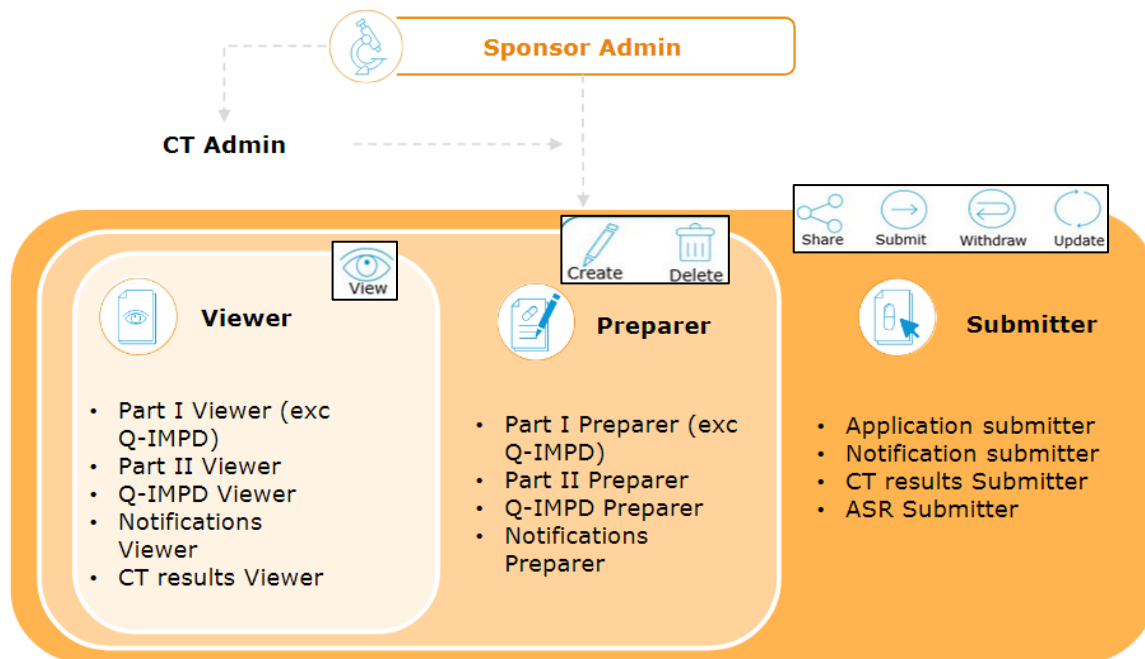 Sponsor Admin
CT Admin
Share Submit Withdraw Update
Create Delete
View
Viewer
Preparer
Submitter
• Part I Viewer (exc
Q-IMPD)
• Part II Viewer
• Q-IMPD Viewer
• Notifications
Viewer
• CT results Viewer
• Part I Preparer (exc
Q-IMPD)
• Part II Preparer
• Q-IMPD Preparer
• Notifications
Preparer
• Application submitter
• Notification submitter
• CT results Submitter
• ASR Submitter